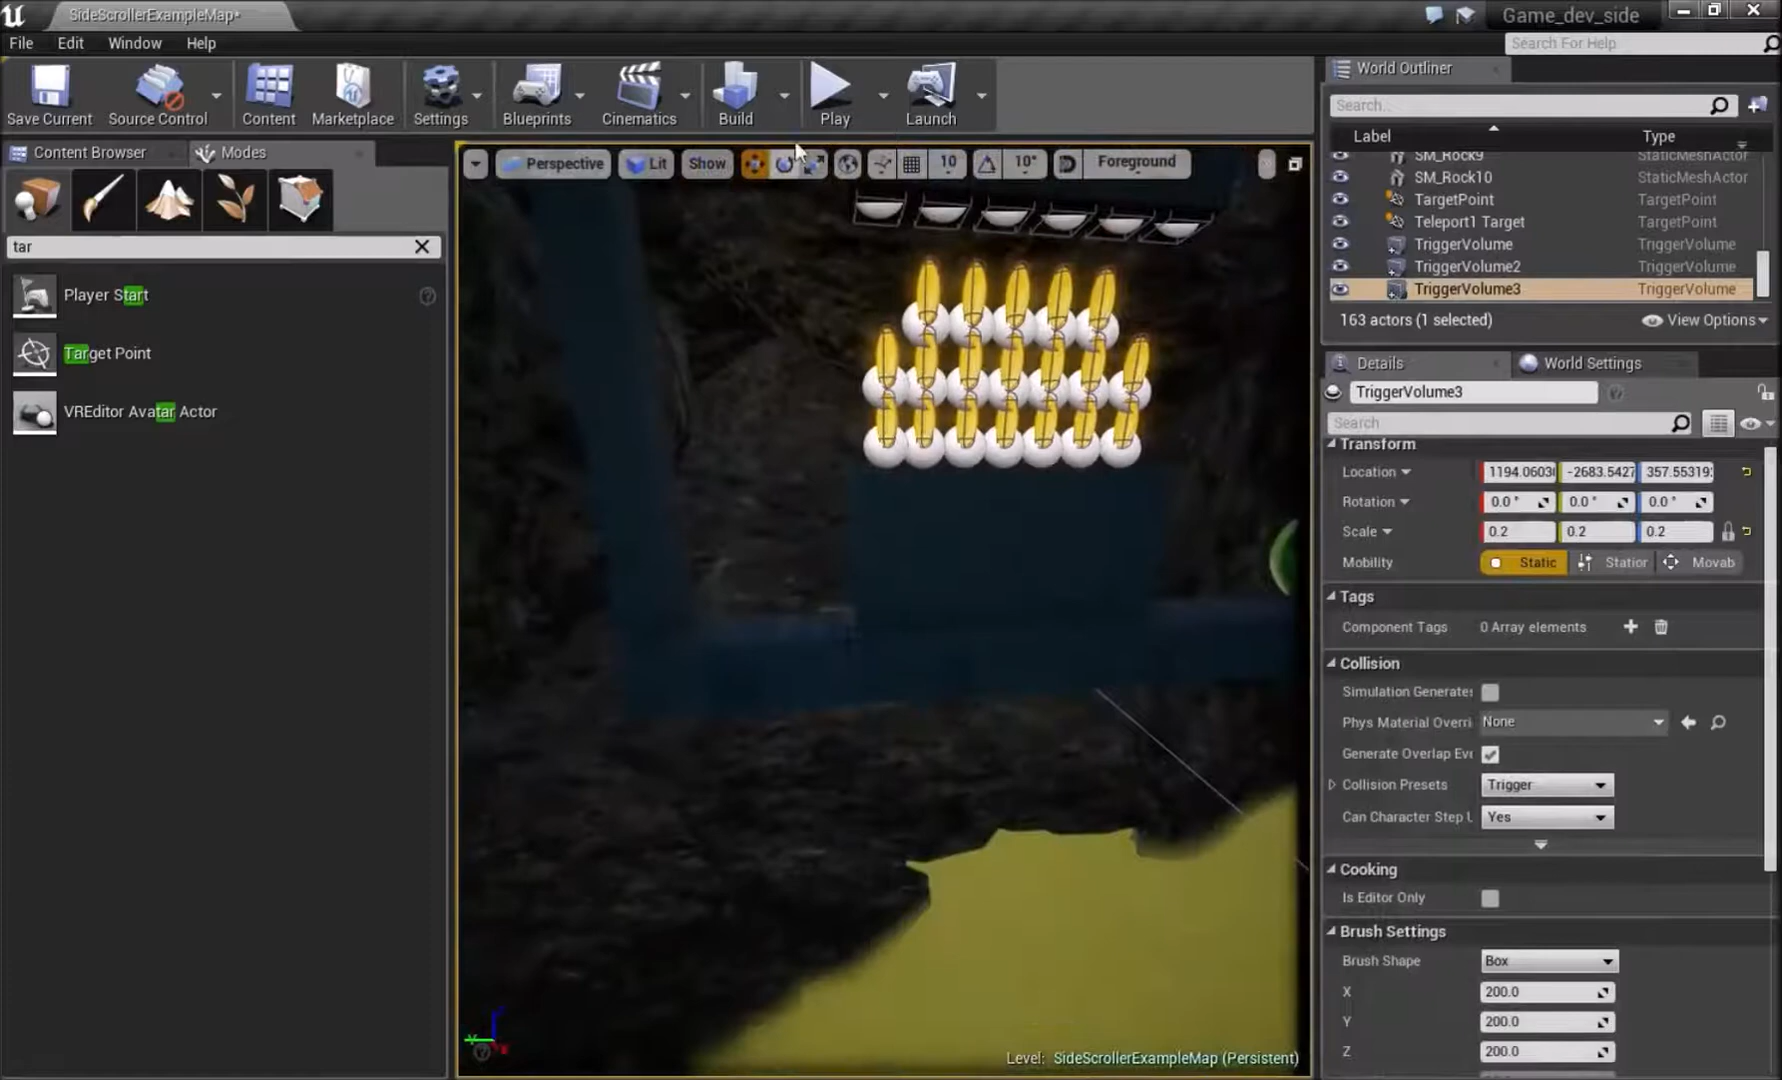 SideScrollerExampleMap*
Game_dev_side
File Edit Window Help
Search For Help
Save Current
Source Control
Content
Marketplace
Settings
Blueprints
Cinematics
Build
Play
Launch
World Outliner
Search...
Label Type
SM_Rock9 StaticMeshActor
SM_Rock10 StaticMeshActor
TargetPoint TargetPoint
Teleport1 Target TargetPoint
TriggerVolume TriggerVolume
TriggerVolume2 TriggerVolume
TriggerVolume3 TriggerVolume
163 actors (1 selected) View Options
Content Browser Modes
tar
Player Start
Target Point
VREditor Avatar Actor
Perspective Lit Show 10 10° Foreground
Level: SideScrollerExampleMap (Persistent)
Details World Settings
TriggerVolume3
Search
Transform
Location 1194.0603 -2683.5427 357.55319
Rotation 0.0 ° 0.0 ° 0.0 °
Scale 0.2 0.2 0.2
Mobility Static Station Movab
Tags
Component Tags 0 Array elements
Collision
Simulation Generates
Phys Material Overri None
Generate Overlap Eve
Collision Presets Trigger
Can Character Step U Yes
Cooking
Is Editor Only
Brush Settings
Brush Shape Box
X 200.0
Y 200.0
Z 200.0